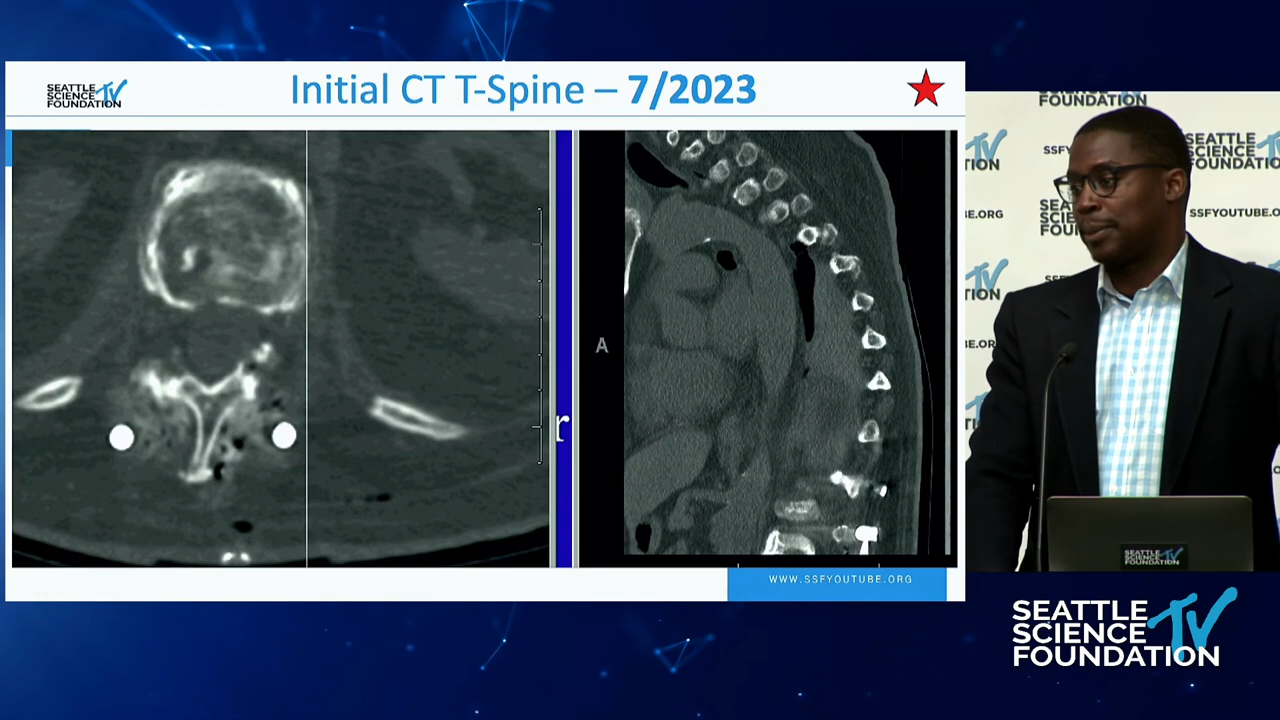 SEATTLE
SCIENCE TV
FOUNDATION
Initial CT T-Spine – 7/2023
A
r
WWW.SSFYOUTUBE.ORG
FOUNDATION
SEATTLE
SCIENCE
FOUNDATION
SSFYOUTUBE.ORG
SEATTLE
SCIENCE TV
FOUNDATION
SEATTLE
SCIENCE TV
FOUNDATION